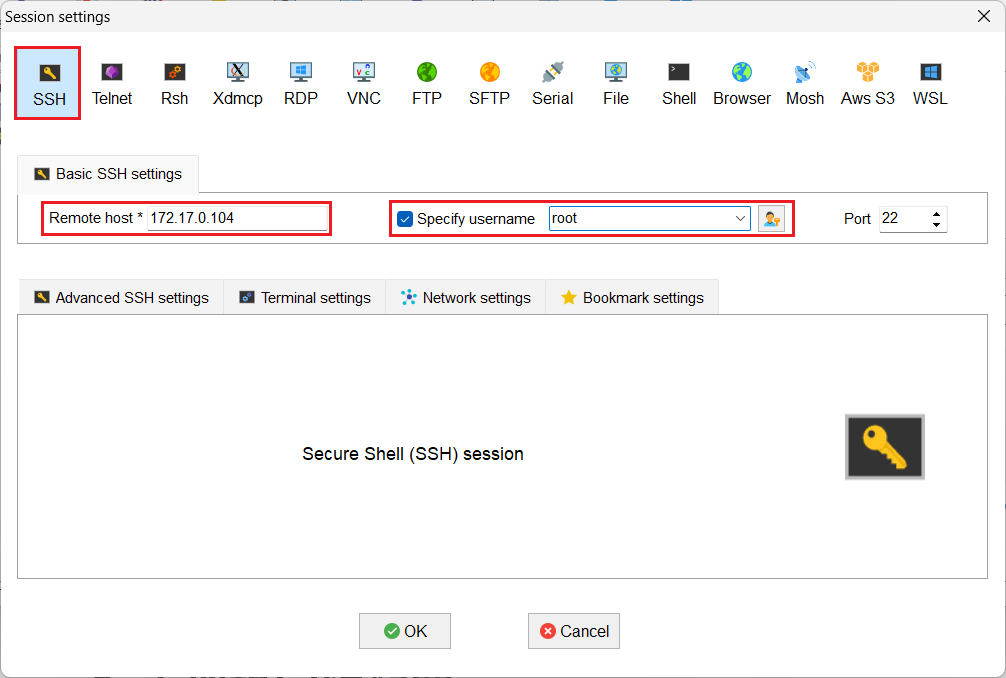 Session settings
SSH Telnet Rsh Xdmcp RDP VNC FTP SFTP Serial File Shell Browser Mosh Aws S3 WSL
Basic SSH settings
Remote host * 172.17.0.104 Specify username root Port 22
Advanced SSH settings Terminal settings Network settings Bookmark settings
Secure Shell (SSH) session
OK Cancel